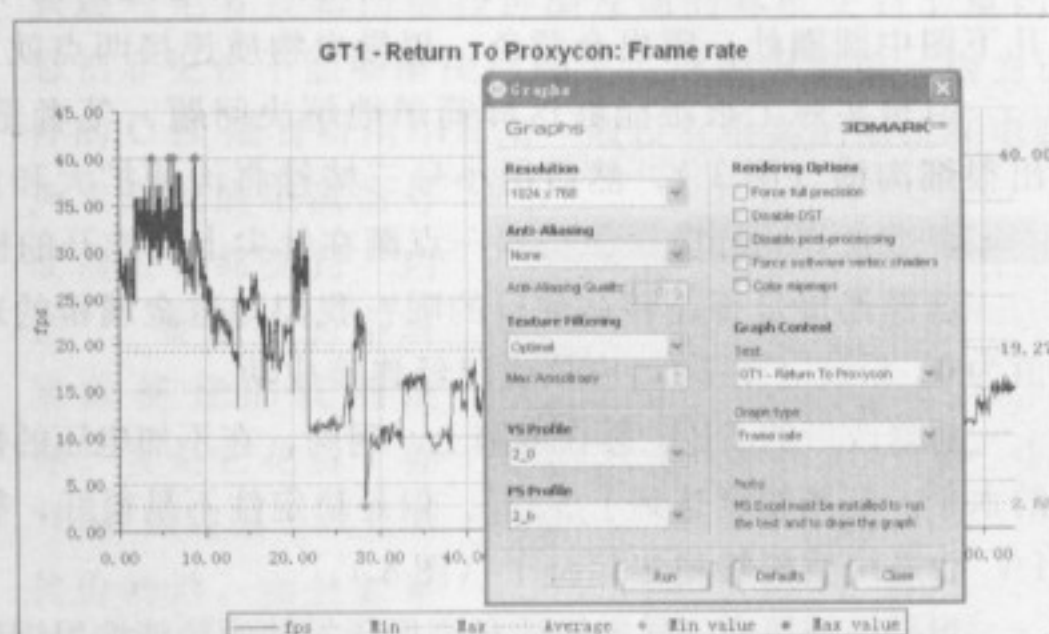 GT1 - Return To Proxycon: Frame rate
45.00
40.00
35.00
30.00
25.00
20.00
15.00
10.00
5.00
0.00
fps
0.00
10.00
20.00
30.00
40.0
00.00
40.00
19.27
Graphs
Graphs
3DMARK
Resolution
1024 x 768
Anti-Aliasing
None
Anti-Aliasing Quality
Texture Filtering
Optimal
Max Anisotropy
VS Profile
2_0
PS Profile
Rendering Options
Force full precision
Disable DST
Disable post-processing
Force software vertex shaders
Color mipmaps
Graph Content
Test
GT1 - Return To Proxycon
Graph type
Frame rate
Note
MS Excel must be installed to run
the test and to draw the graph
Run
Defaults
Close
fps Min Max Average Min value Max value